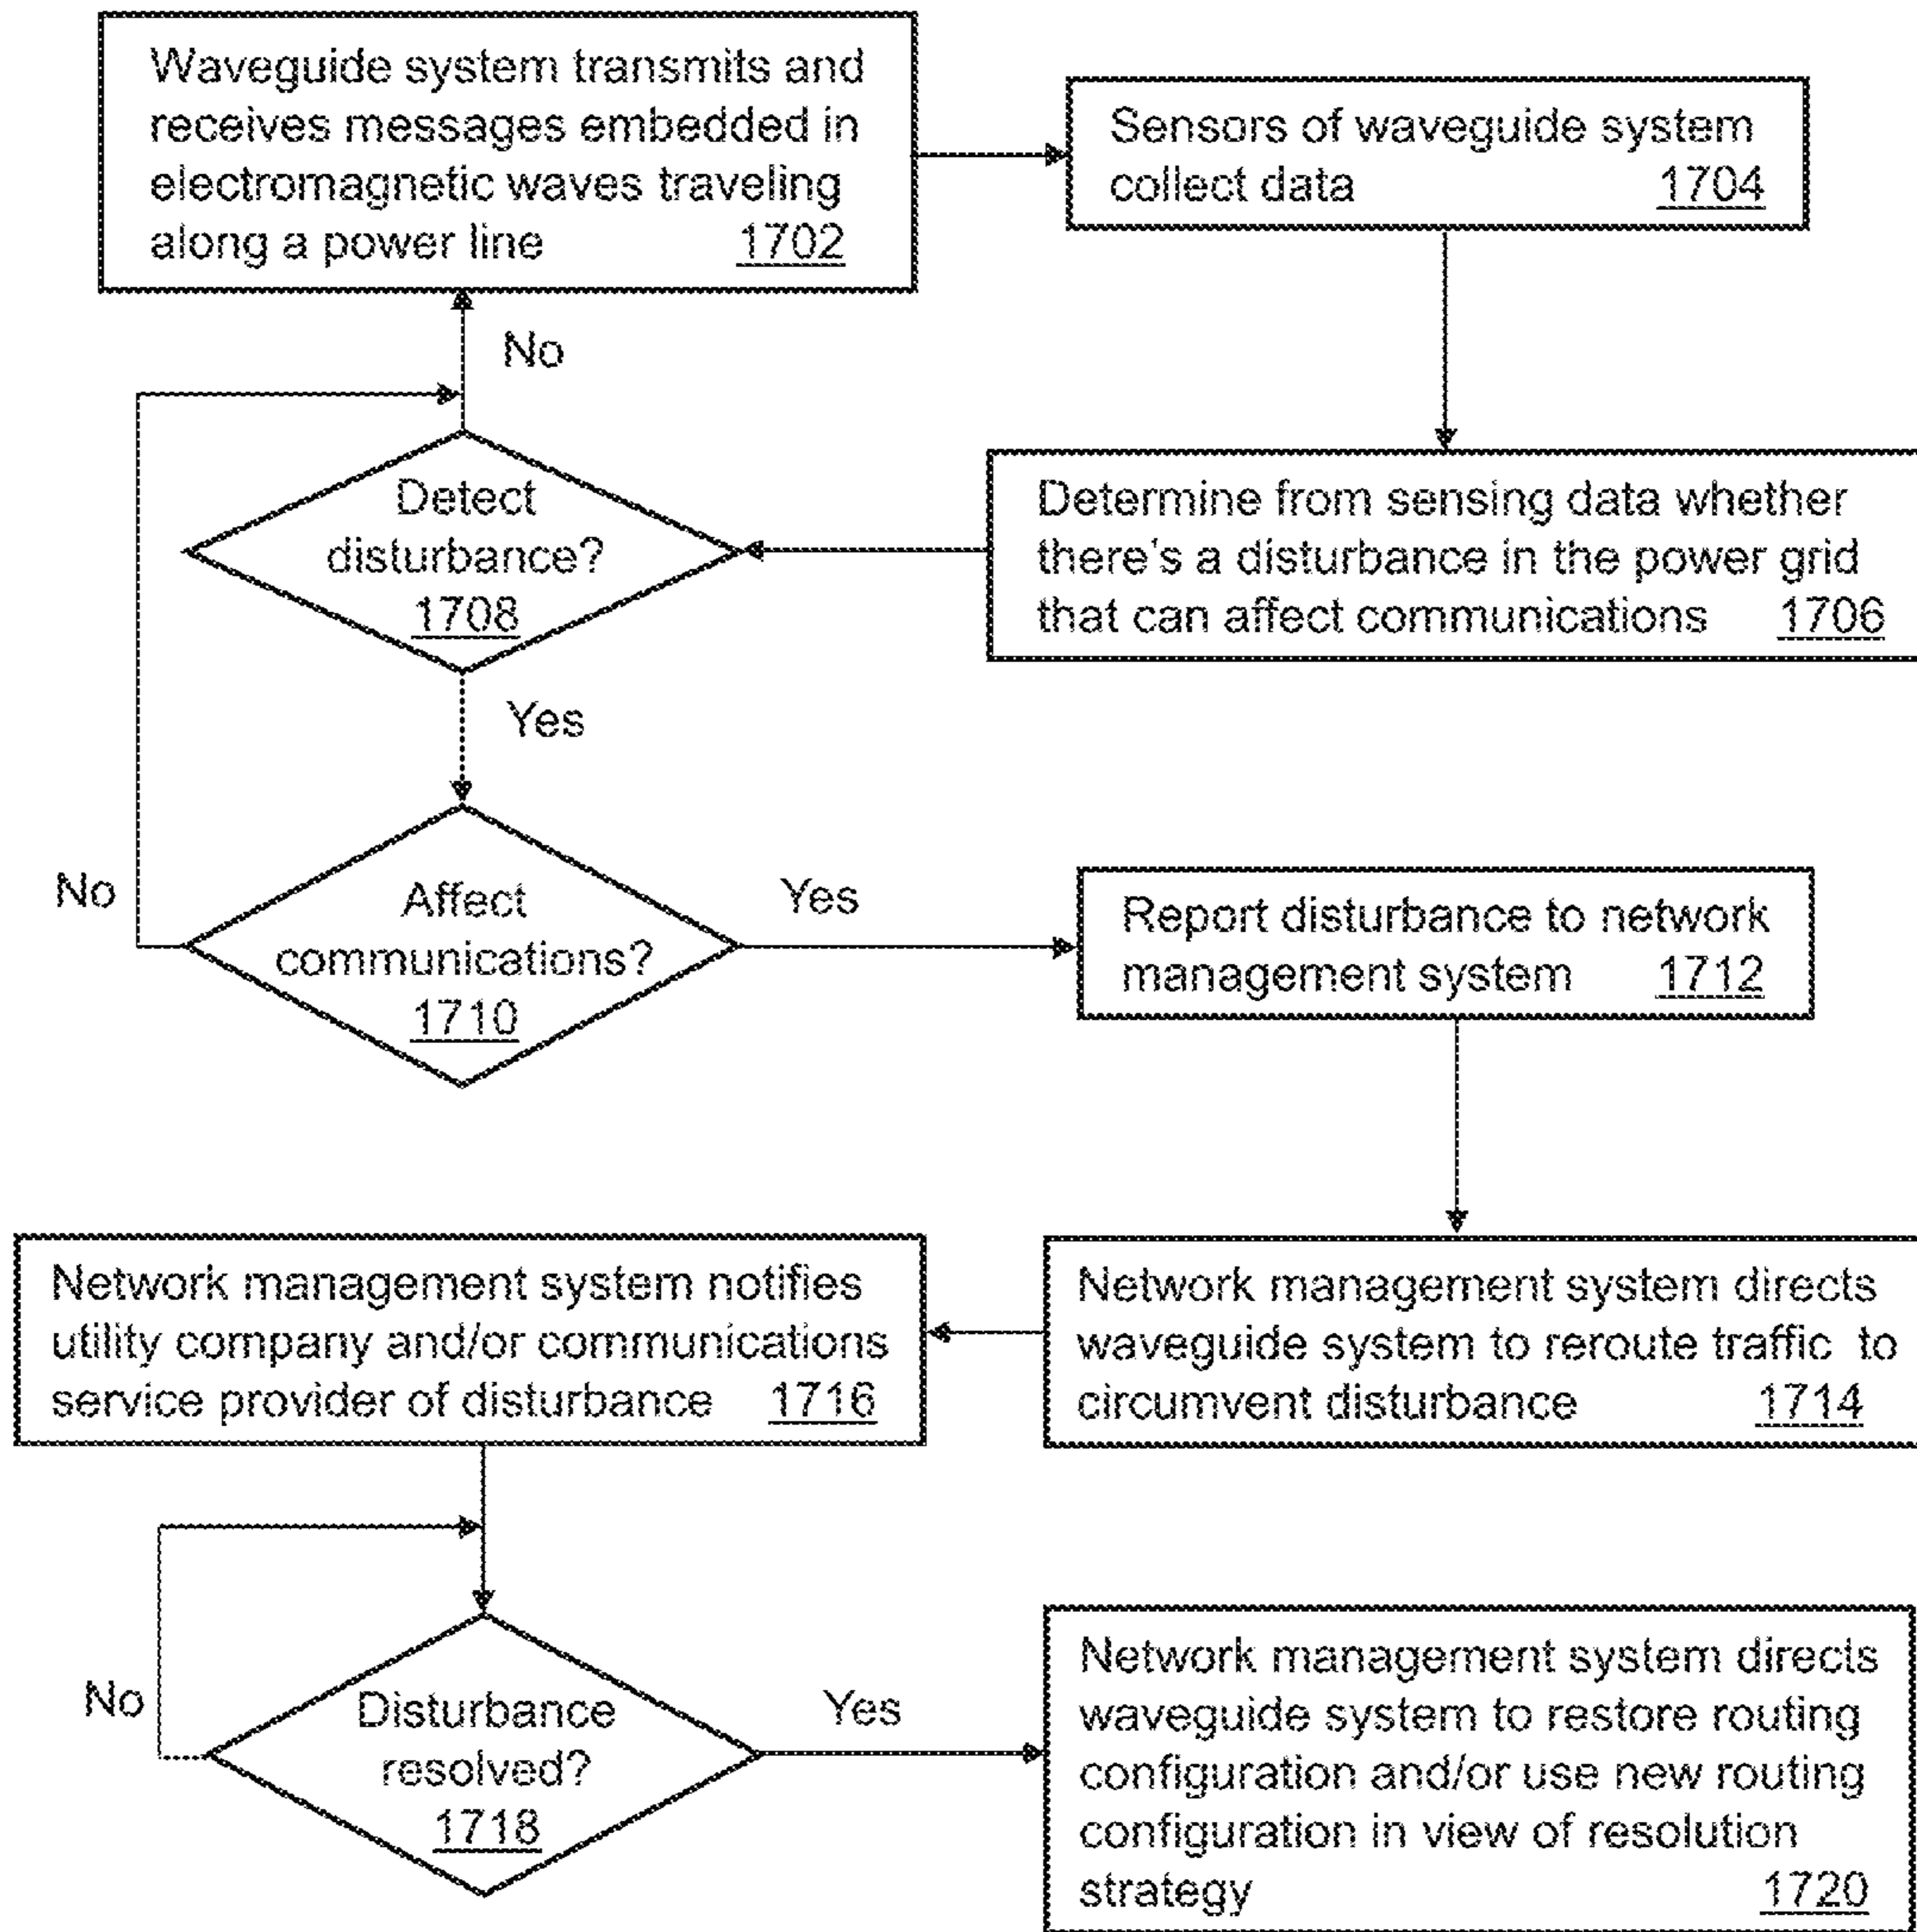 Waveguide system transmits and
receives messages embedded in
electromagnetic waves traveling
along a power line 1702
Sensors of waveguide system
collect data 1704
No
Detect
disturbance?
1708
Determine from sensing data whether
there's a disturbance in the power grid
that can affect communications 1706
Yes
No
Affect
communications?
1710
Yes
Report disturbance to network
management system 1712
Network management system notifies
utility company and/or communications
service provider of disturbance 1716
Network management system directs
waveguide system to reroute traffic to
circumvent disturbance 1714
No
Disturbance
resolved?
1718
Yes
Network management system directs
waveguide system to restore routing
configuration and/or use new routing
configuration in view of resolution
strategy 1720